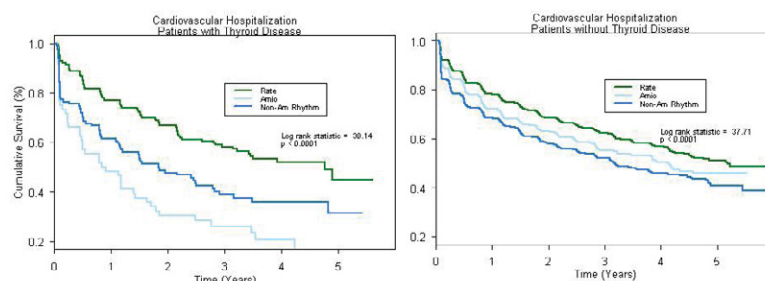 Cardiovascular Hospitalization
Patients with Thyroid Disease
Cumulative Survival (%)
1.0
0.8
0.6
0.4
0.2
Rate
Amio
Non-Am Rhythm
Log rank statistic = 30.14
p < 0.0001
0 1 2 3 4 5
Time (Years)
Cardiovascular Hospitalization
Patients without Thyroid Disease
1.0
0.8
0.6
0.4
0.2
Rate
Amio
Non-Am Rhythm
Log rank statistic = 37.71
p < 0.0001
0 1 2 3 4 5
Time (Years)